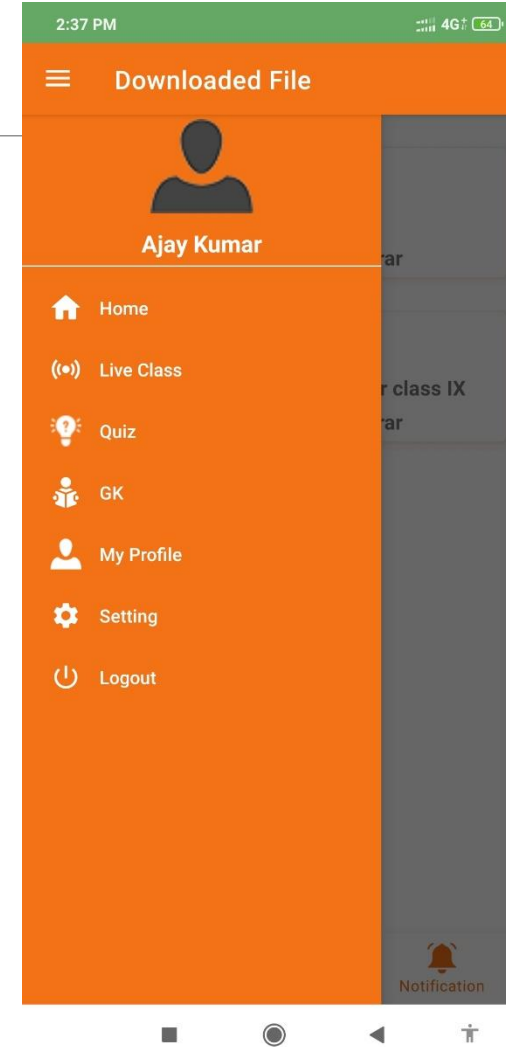 2:37 PM 4G+ 64
Downloaded File
Ajay Kumar
rar
Home
Live Class
r class IX
rar
Quiz
GK
My Profile
Setting
Logout
Notification